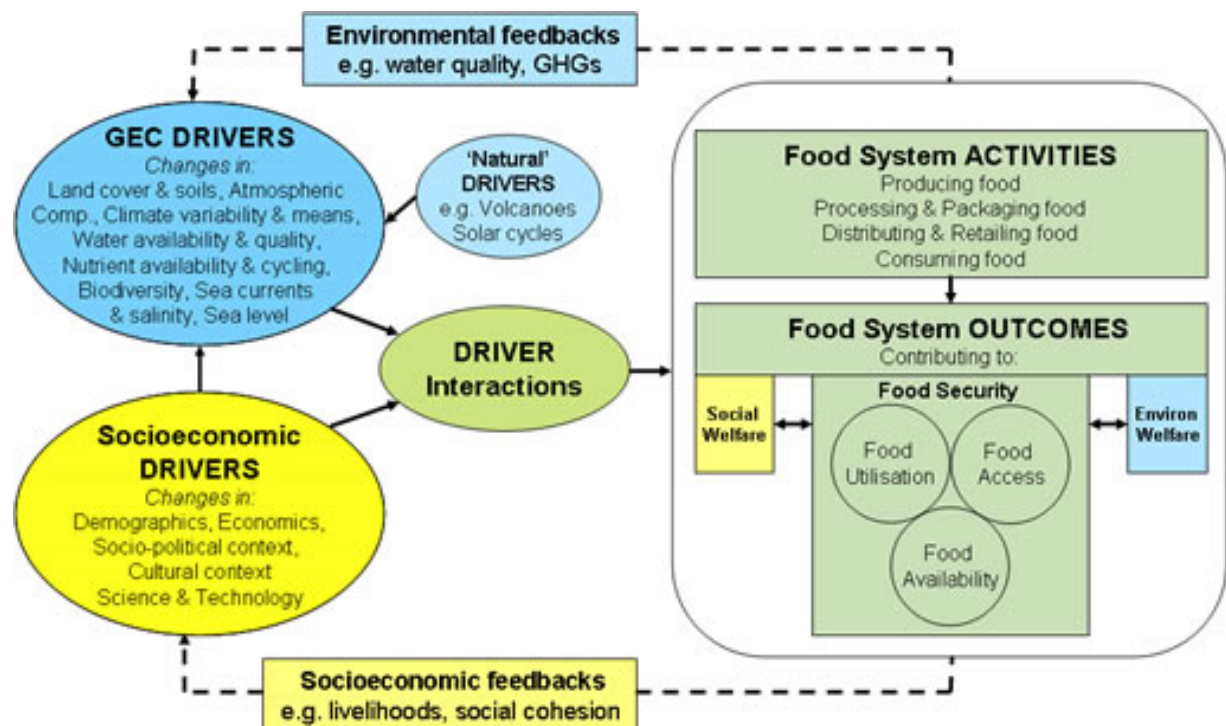 Environmental feedbacks
e.g. water quality, GHGs
GEC DRIVERS
Changes in:
Land cover & soils, Atmospheric
Comp., Climate variability & means,
Water availability & quality,
Nutrient availability & cycling,
Biodiversity, Sea currents
& salinity, Sea level
'Natural'
DRIVERS
e.g. Volcanoes
Solar cycles
DRIVER
Interactions
Socioeconomic
DRIVERS
Changes in:
Demographics, Economics,
Socio-political context,
Cultural context
Science & Technology
Food System ACTIVITIES
Producing food
Processing & Packaging food
Distributing & Retailing food
Consuming food
Food System OUTCOMES
Contributing to:
Social
Welfare
Food Security
Food
Utilisation
Food
Access
Food
Availability
Environ
Welfare
Socioeconomic feedbacks
e.g. livelihoods, social cohesion